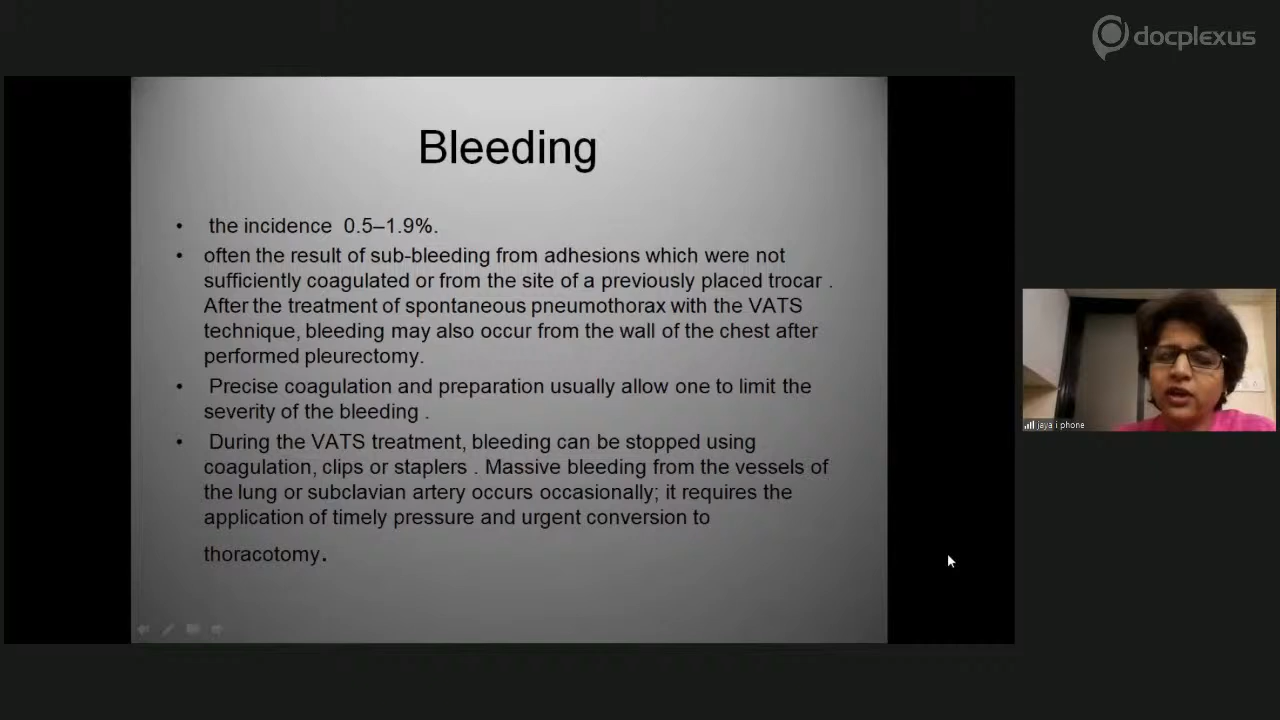 docplexus
Bleeding
• the incidence 0.5–1.9%.
• often the result of sub-bleeding from adhesions which were not
sufficiently coagulated or from the site of a previously placed trocar .
After the treatment of spontaneous pneumothorax with the VATS
technique, bleeding may also occur from the wall of the chest after
performed pleurectomy.
• Precise coagulation and preparation usually allow one to limit the
severity of the bleeding .
• During the VATS treatment, bleeding can be stopped using
coagulation, clips or staplers . Massive bleeding from the vessels of
the lung or subclavian artery occurs occasionally; it requires the
application of timely pressure and urgent conversion to
thoracotomy.
jaya i phone